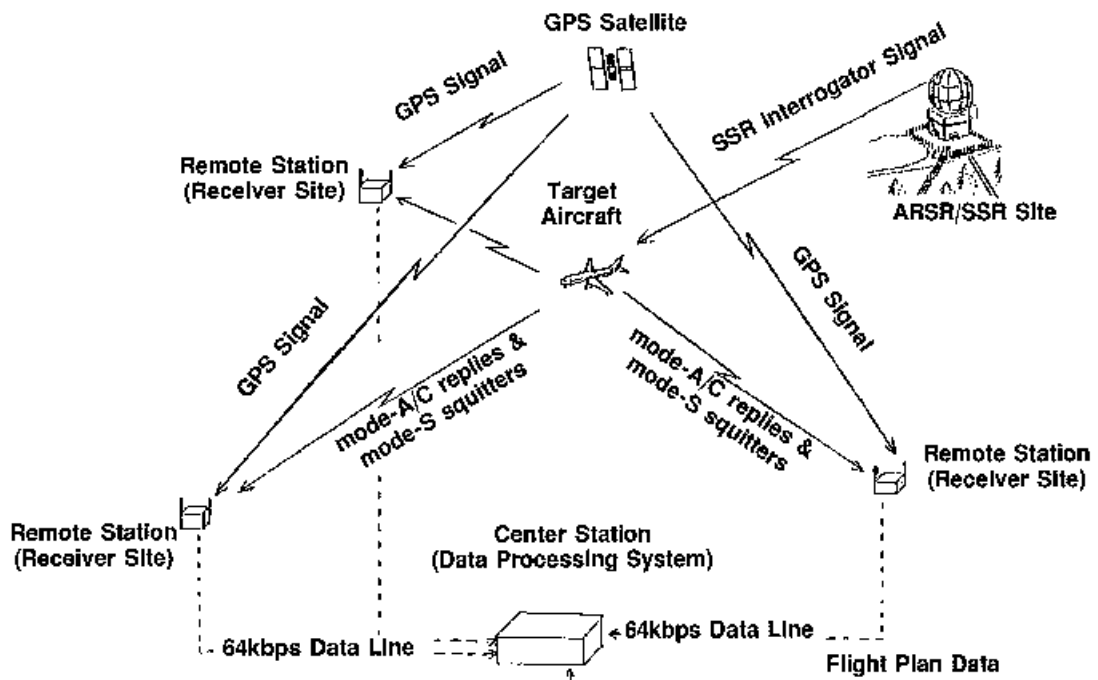 GPS Satellite
GPS Signal
SSR Interrogator Signal
Remote Station
(Receiver Site)
Target
Aircraft
ARSR/SSR Site
GPS Signal
GPS Signal
mode-A/C replies &
mode-S squitters
mode-A/C replies &
mode-S squitters
Remote Station
(Receiver Site)
Remote Station
(Receiver Site)
Center Station
(Data Processing System)
64kbps Data Line
64kbps Data Line
Flight Plan Data